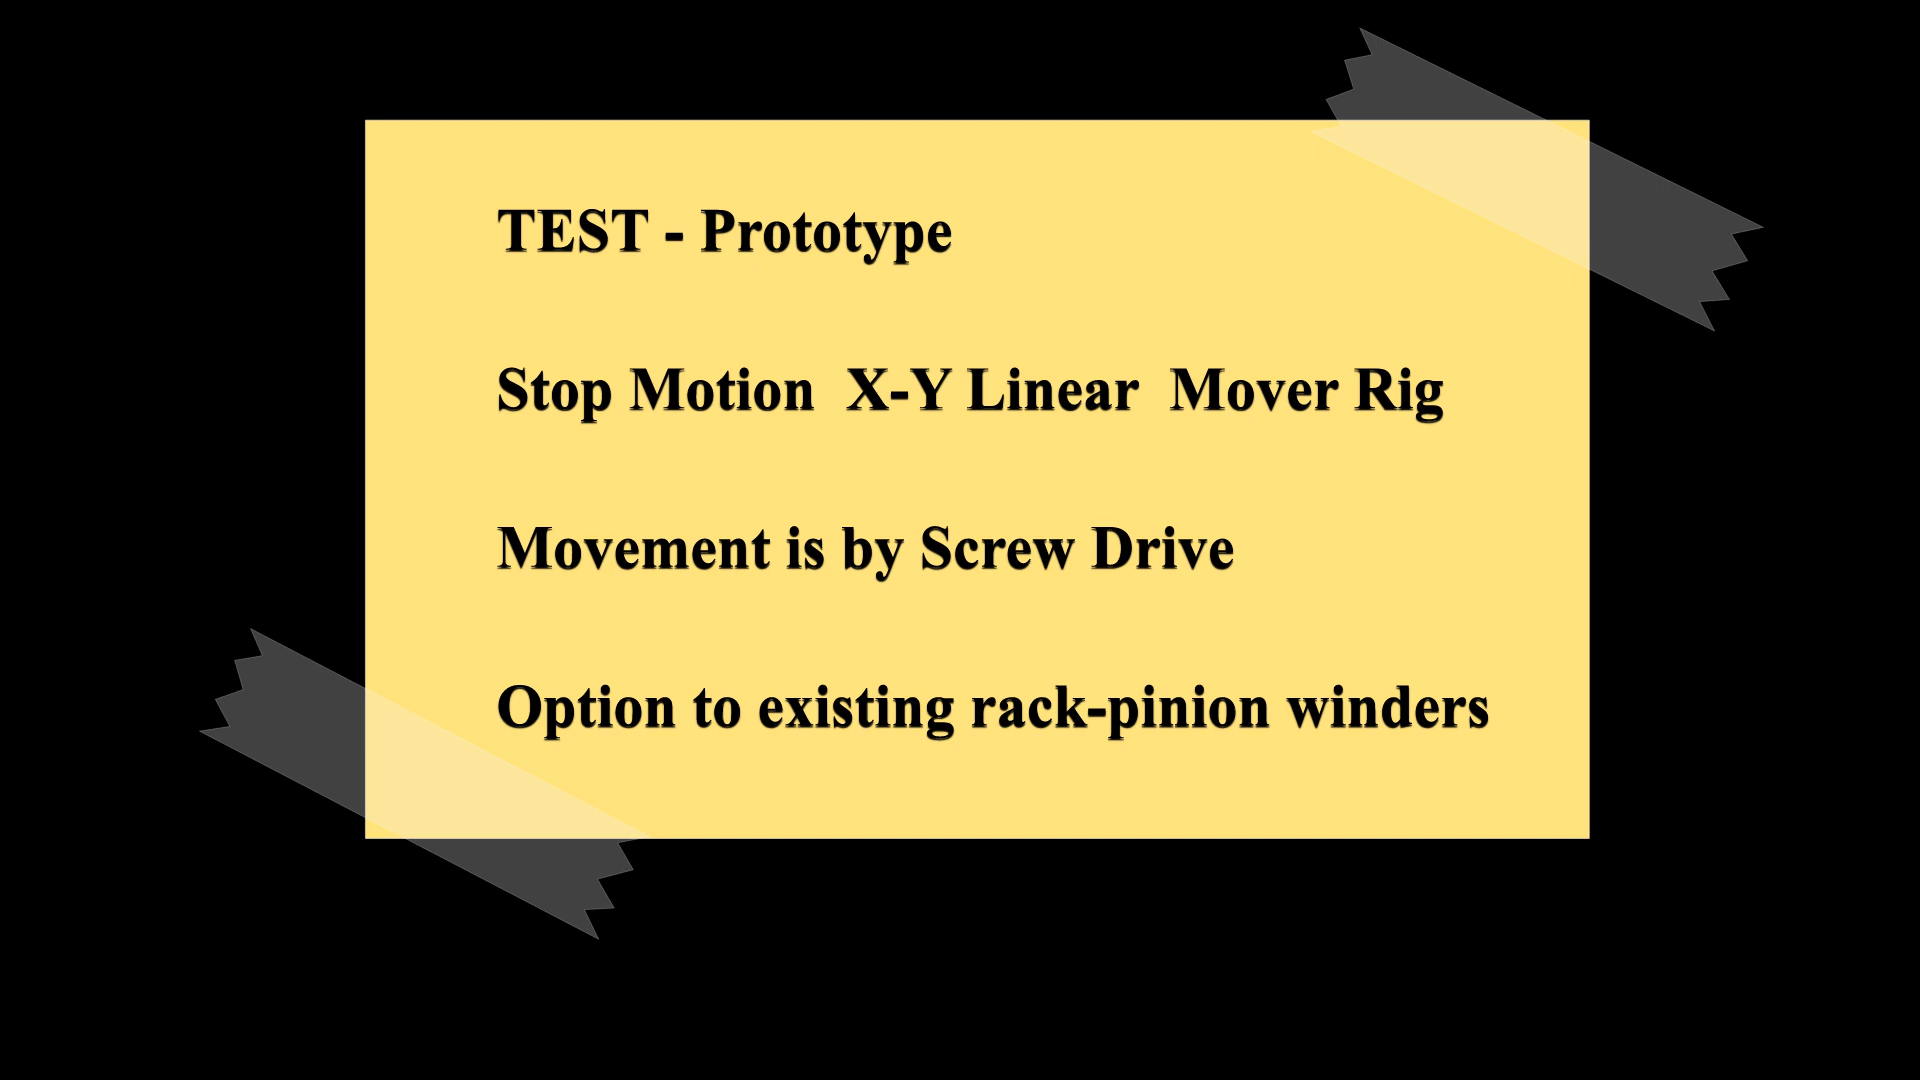 TEST - Prototype
Stop Motion  X-Y Linear  Mover Rig
Movement is by Screw Drive
Option to existing rack-pinion winders